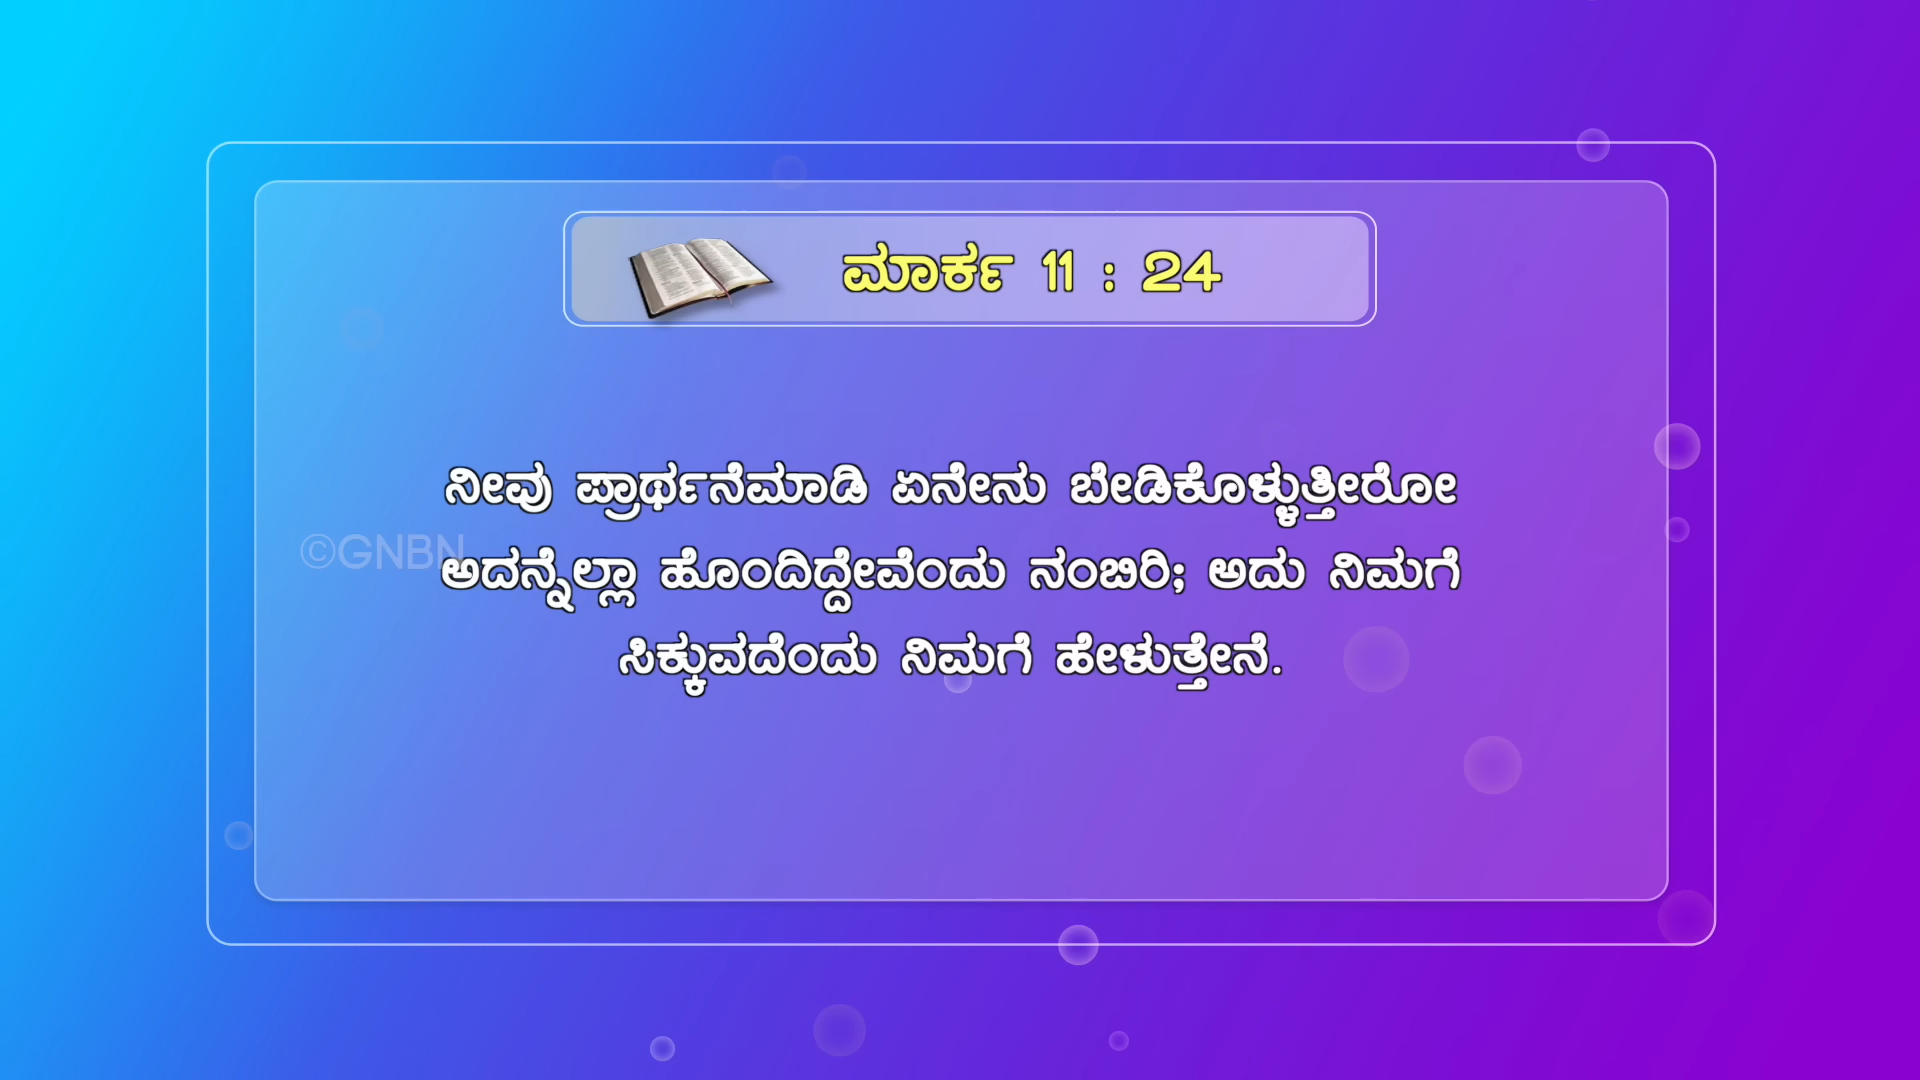 ಮಾರ್ಕ 11 : 24
ನೀವು ಪ್ರಾರ್ಥನೆಮಾಡಿ ಏನೇನು ಬೇಡಿಕೊಳ್ಳುತ್ತೀರೋ
©GNBN
ಅದನ್ನೆಲ್ಲಾ ಹೊಂದಿದ್ದೇವೆಂದು ನಂಬಿರಿ; ಅದು ನಿಮಗೆ
ಸಿಕ್ಕುವದೆಂದು ನಿಮಗೆ ಹೇಳುತ್ತೇನೆ.